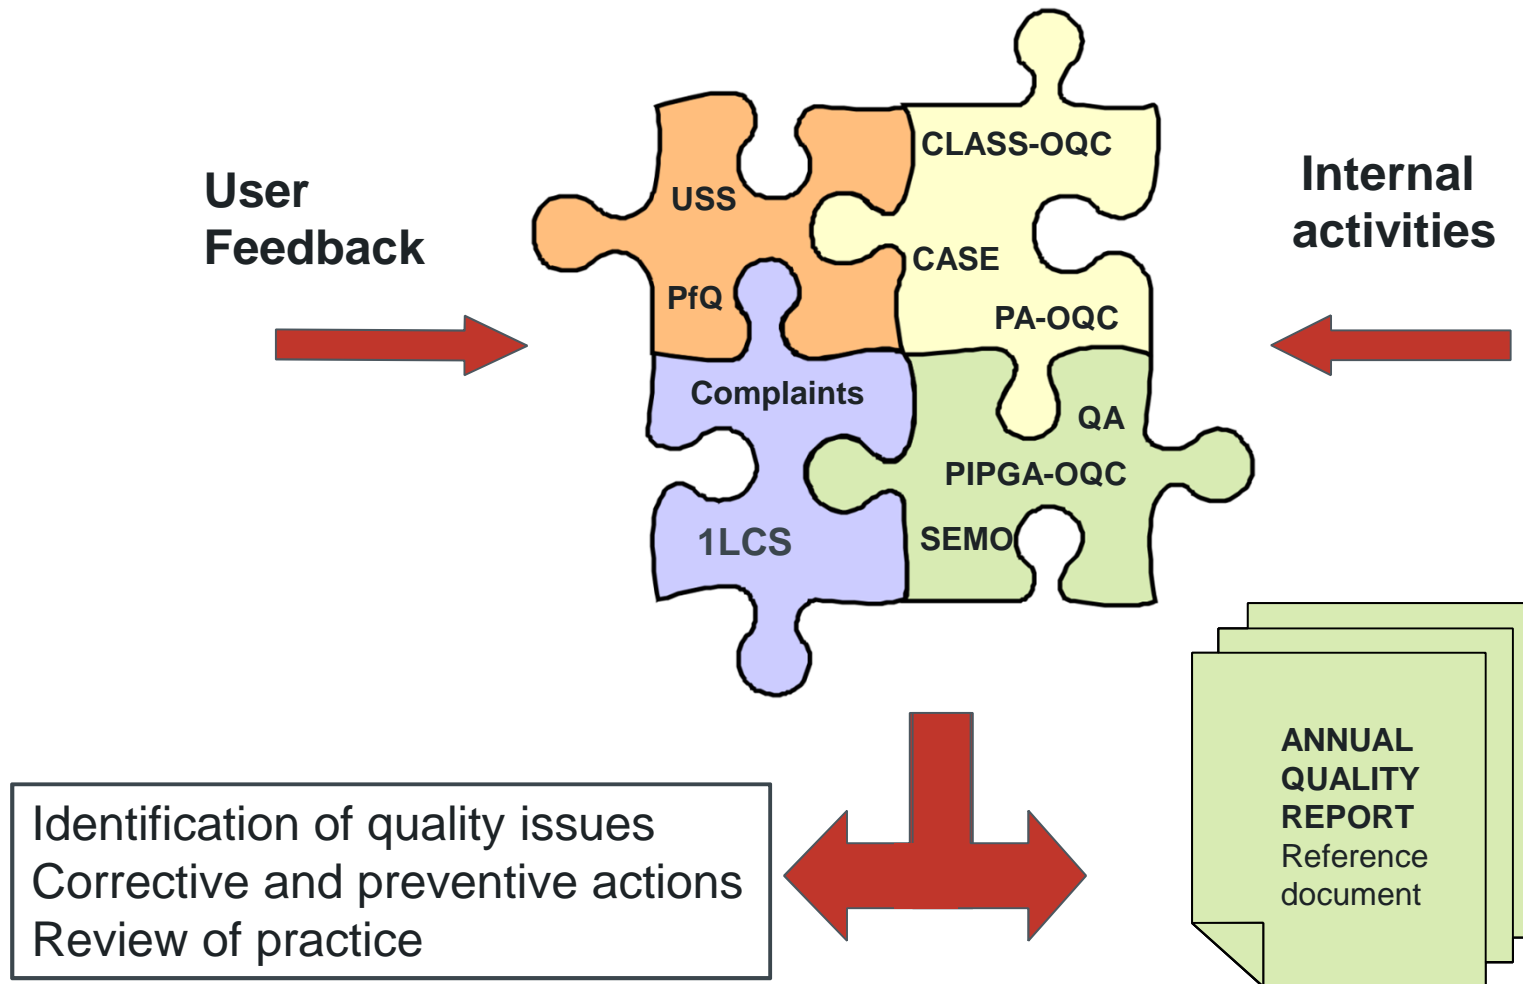 User
Feedback
USS
PfQ
CLASS-OQC
CASE
PA-OQC
Internal
activities
Complaints
1LCS
QA
PIPGA-OQC
SEMO
Identification of quality issues
Corrective and preventive actions
Review of practice
ANNUAL
QUALITY
REPORT
Reference
document